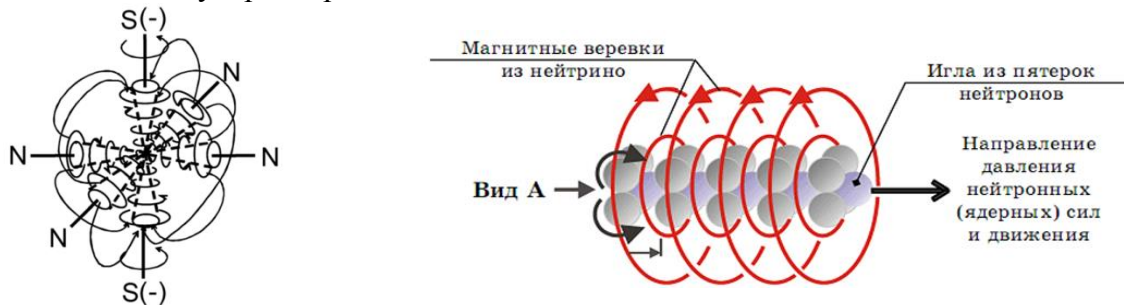 S(-)
N
N
N
N
S(-)
Магнитные веревки
из нейтрино
Игла из пятерок
нейтронов
Вид А
Направление
давления
нейтронных
(ядерных) сил
и движения